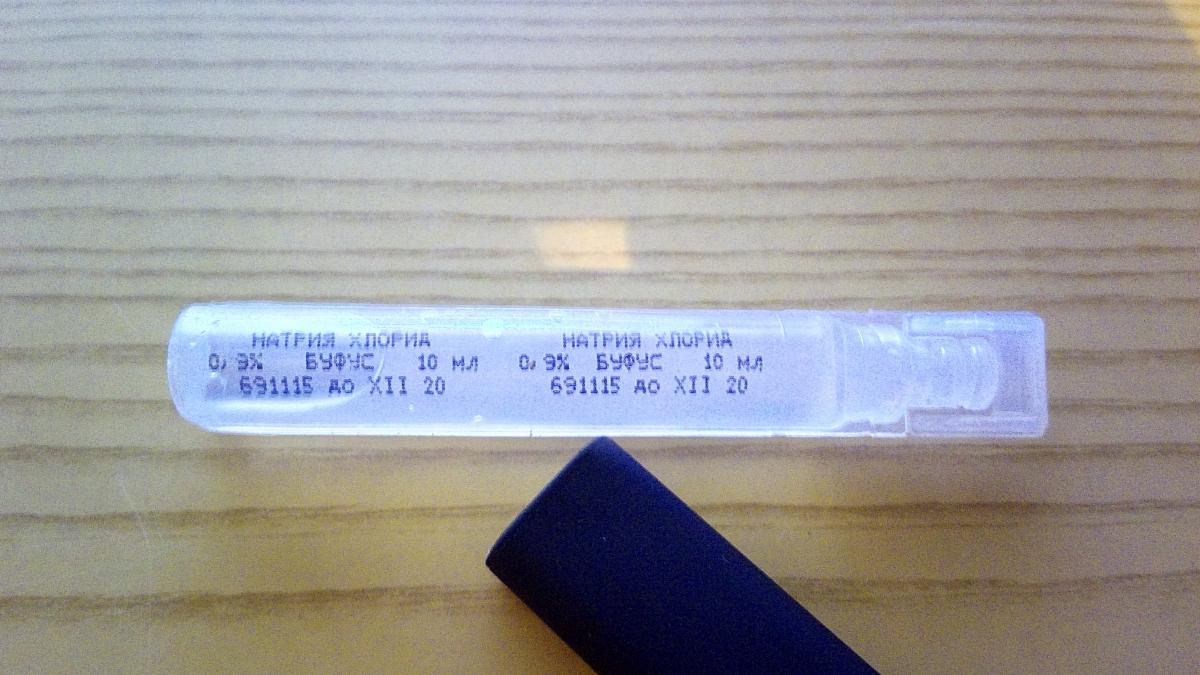 НАТРИЯ ХЛОРИД НАТРИЯ ХЛОРИД
0,9% БУФУС 10 мл 0,9% БУФУС 10 мл
691115 до XII 20 691115 до XII 20